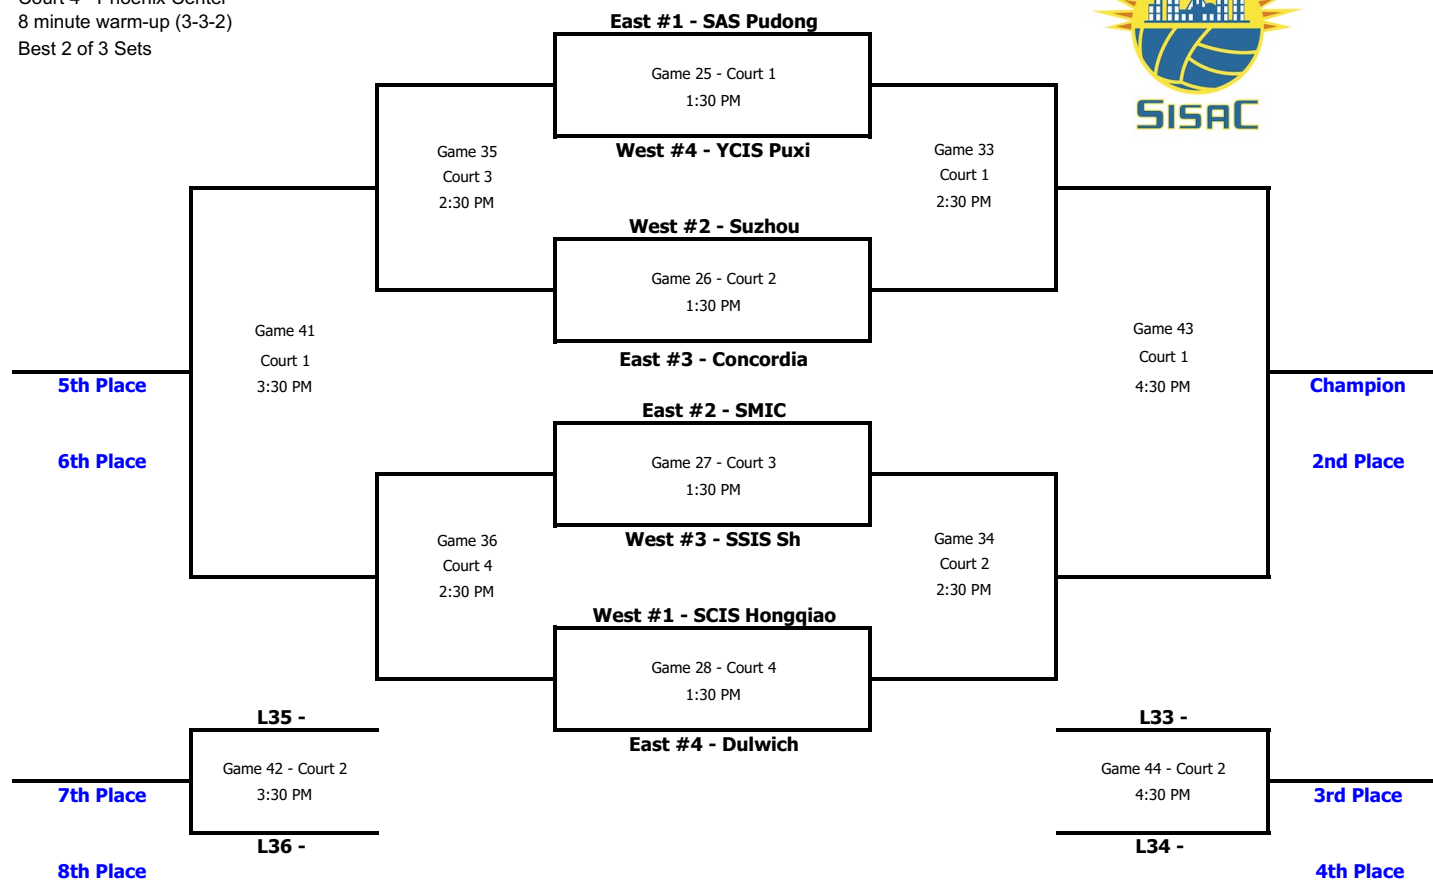 Court 4 - Phoenix Center
8 minute warm-up (3-3-2)
Best 2 of 3 Sets
SISAC
East #1 - SAS Pudong
Game 25 - Court 1
1:30 PM
West #4 - YCIS Puxi
Game 35
Court 3
2:30 PM
Game 33
Court 1
2:30 PM
West #2 - Suzhou
Game 26 - Court 2
1:30 PM
East #3 - Concordia
Game 41
Court 1
3:30 PM
Game 43
Court 1
4:30 PM
5th Place
Champion
East #2 - SMIC
6th Place
Game 27 - Court 3
1:30 PM
2nd Place
West #3 - SSIS Sh
Game 36
Court 4
2:30 PM
Game 34
Court 2
2:30 PM
West #1 - SCIS Hongqiao
Game 28 - Court 4
1:30 PM
East #4 - Dulwich
L35 -
Game 42 - Court 2
3:30 PM
7th Place
L36 -
8th Place
L33 -
Game 44 - Court 2
4:30 PM
3rd Place
L34 -
4th Place